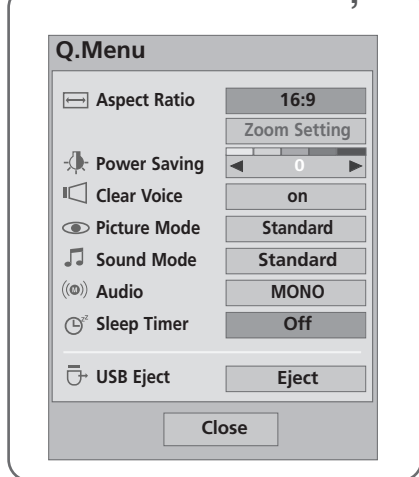 Q.Menu
Aspect Ratio 16:9
Zoom Setting
Power Saving ◀ 0 ▶
Clear Voice on
Picture Mode Standard
Sound Mode Standard
Audio MONO
Sleep Timer Off
USB Eject Eject
Close